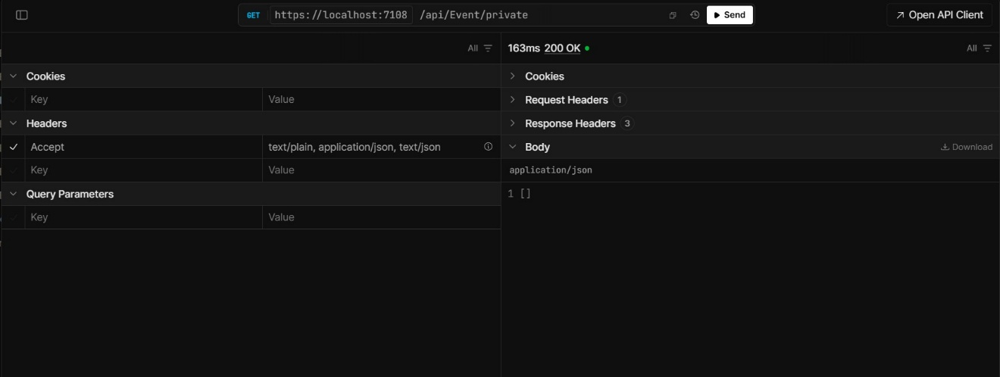 GET https://localhost:7108 /api/Event/private Send Open API Client
All
163ms 200 OK All
Cookies
Key Value
Headers
Accept text/plain, application/json, text/json
Key Value
Query Parameters
Key Value
Cookies
Request Headers 1
Response Headers 3
Body Download
application/json
1 []